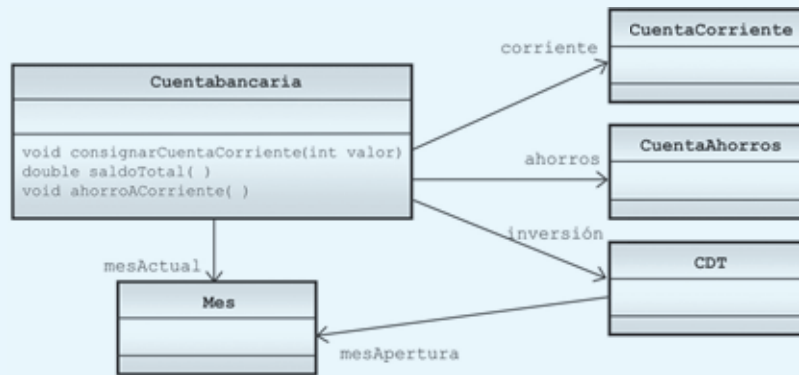 CuentaCorriente
corriente
Cuentabancaria
void consignarCuentaCorriente(int valor)
double saldoTotal( )
void ahorroACorriente( )
CuentaAhorros
ahorros
inversión
CDT
mesActual
Mes
mesApertura